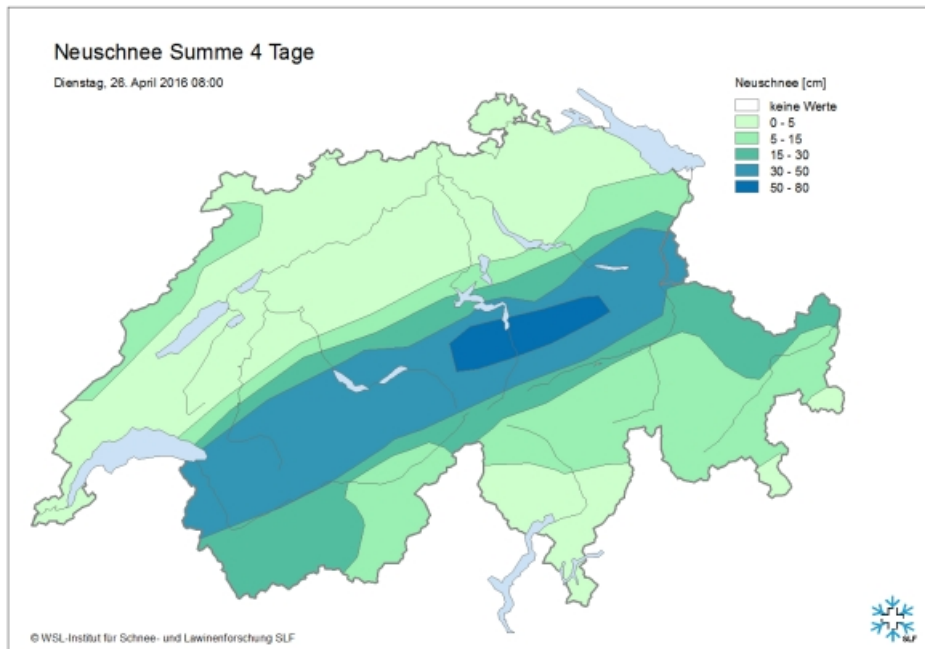 Neuschnee Summe 4 Tage
Dienstag, 26. April 2016 08:00
Neuschnee [cm]
keine Werte
0 - 5
5 - 15
15 - 30
30 - 50
50 - 80
© WSL-Institut für Schnee- und Lawinenforschung SLF
SLF